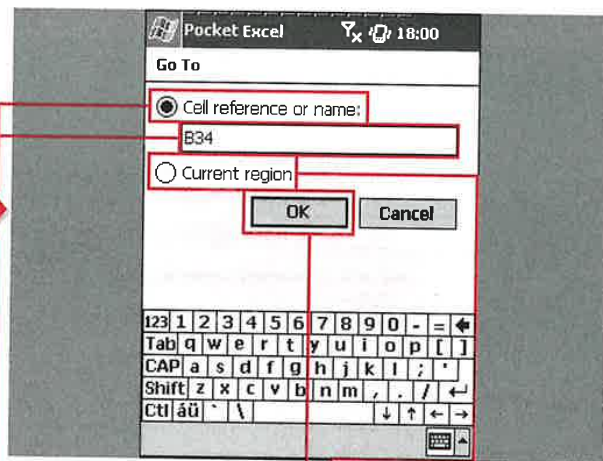 Pocket Excel 18:00
Go To
Cell reference or name:
B34
Current region
OK Cancel
123 1 2 3 4 5 6 7 8 9 0 - =
Tab q w e r t y u i o p [ ]
CAP a s d f g h j k l ; '
Shift z x c v b n m , . /
Ctl áü ` \